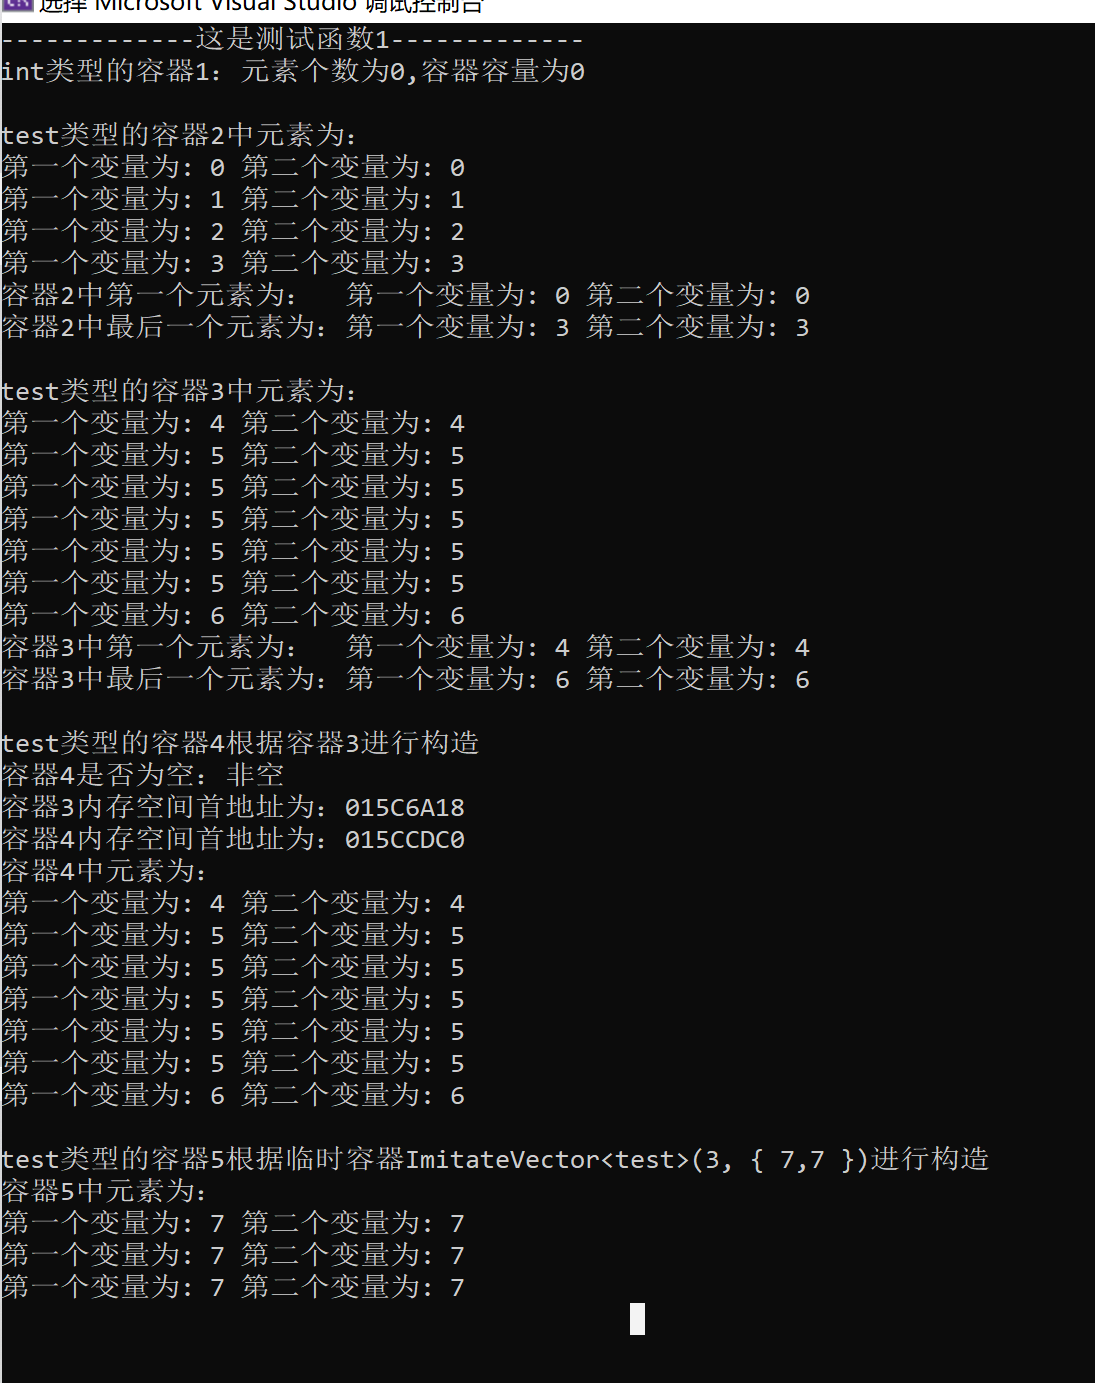 选择 Microsoft Visual Studio 调试控制台
-------------这是测试函数1-------------
int类型的容器1：元素个数为0,容器容量为0
test类型的容器2中元素为：
第一个变量为：0 第二个变量为：0
第一个变量为：1 第二个变量为：1
第一个变量为：2 第二个变量为：2
第一个变量为：3 第二个变量为：3
容器2中第一个元素为：  第一个变量为：0 第二个变量为：0
容器2中最后一个元素为：第一个变量为：3 第二个变量为：3
test类型的容器3中元素为：
第一个变量为：4 第二个变量为：4
第一个变量为：5 第二个变量为：5
第一个变量为：5 第二个变量为：5
第一个变量为：5 第二个变量为：5
第一个变量为：5 第二个变量为：5
第一个变量为：5 第二个变量为：5
第一个变量为：6 第二个变量为：6
容器3中第一个元素为：  第一个变量为：4 第二个变量为：4
容器3中最后一个元素为：第一个变量为：6 第二个变量为：6
test类型的容器4根据容器3进行构造
容器4是否为空：非空
容器3内存空间首地址为：015C6A18
容器4内存空间首地址为：015CCDC0
容器4中元素为：
第一个变量为：4 第二个变量为：4
第一个变量为：5 第二个变量为：5
第一个变量为：5 第二个变量为：5
第一个变量为：5 第二个变量为：5
第一个变量为：5 第二个变量为：5
第一个变量为：5 第二个变量为：5
第一个变量为：6 第二个变量为：6
test类型的容器5根据临时容器ImitateVector<test>(3, { 7,7 })进行构造
容器5中元素为：
第一个变量为：7 第二个变量为：7
第一个变量为：7 第二个变量为：7
第一个变量为：7 第二个变量为：7